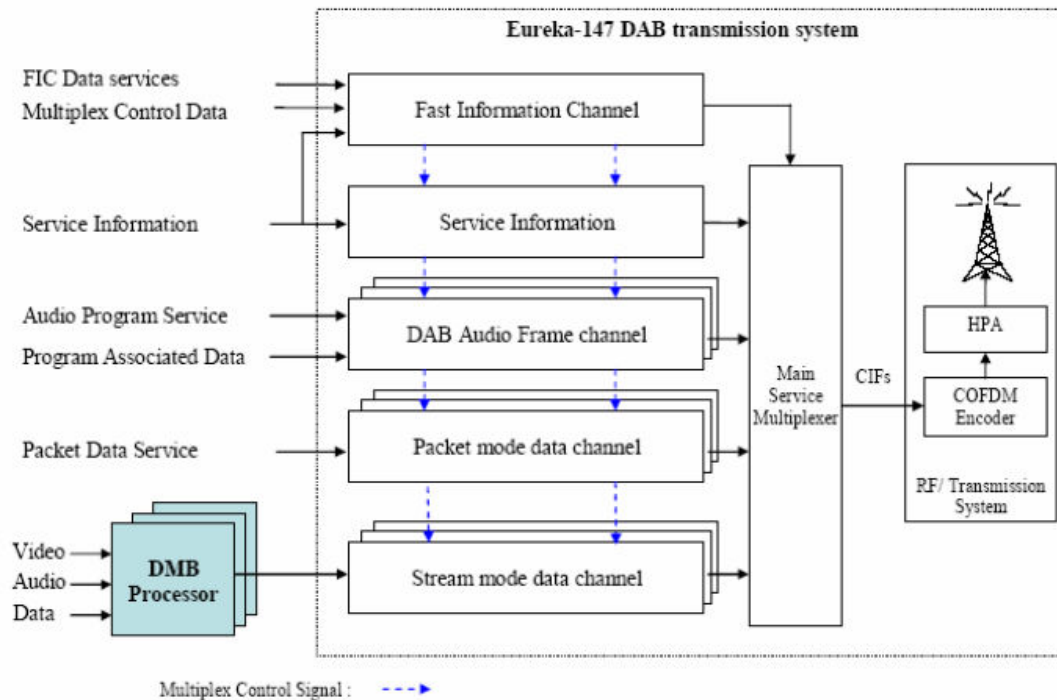 Eureka-147 DAB transmission system
FIC Data services
Multiplex Control Data
Fast Information Channel
Service Information
Service Information
Audio Program Service
Program Associated Data
DAB Audio Frame channel
Packet Data Service
Packet mode data channel
Video
Audio
Data
DMB
Processor
Stream mode data channel
Main
Service
Multiplexer
CIFs
HPA
COFDM
Encoder
RF/ Transmission
System
Multiplex Control Signal :